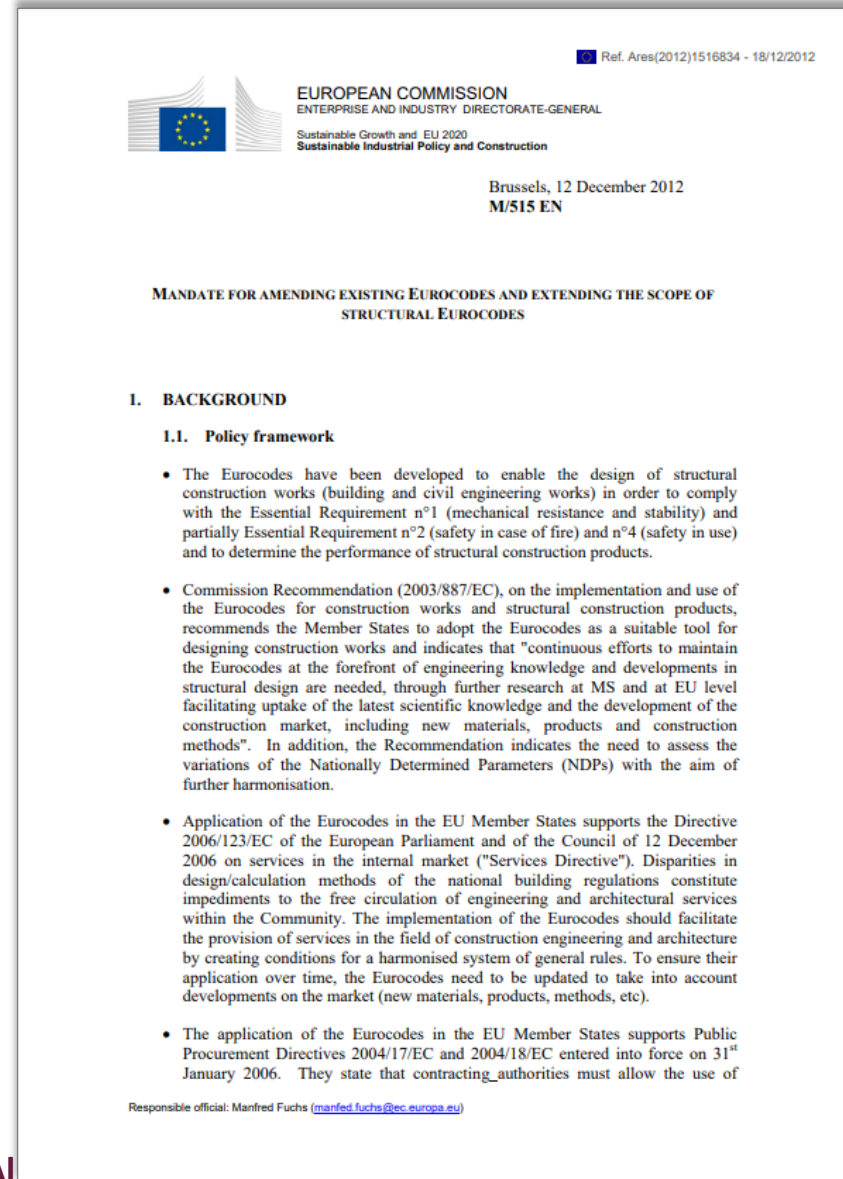 Ref. Ares(2012)1516834 - 18/12/2012
EUROPEAN COMMISSION
ENTERPRISE AND INDUSTRY DIRECTORATE-GENERAL
Sustainable Growth and EU 2020
Sustainable Industrial Policy and Construction
Brussels, 12 December 2012
M/515 EN
MANDATE FOR AMENDING EXISTING EUROCODES AND EXTENDING THE SCOPE OF
STRUCTURAL EUROCODES
1. BACKGROUND
1.1. Policy framework
• The Eurocodes have been developed to enable the design of structural
construction works (building and civil engineering works) in order to comply
with the Essential Requirement n°1 (mechanical resistance and stability) and
partially Essential Requirement n°2 (safety in case of fire) and n°4 (safety in use)
and to determine the performance of structural construction products.
• Commission Recommendation (2003/887/EC), on the implementation and use of
the Eurocodes for construction works and structural construction products,
recommends the Member States to adopt the Eurocodes as a suitable tool for
designing construction works and indicates that "continuous efforts to maintain
the Eurocodes at the forefront of engineering knowledge and developments in
structural design are needed, through further research at MS and at EU level
facilitating uptake of the latest scientific knowledge and the development of the
construction market, including new materials, products and construction
methods". In addition, the Recommendation indicates the need to assess the
variations of the Nationally Determined Parameters (NDPs) with the aim of
further harmonisation.
• Application of the Eurocodes in the EU Member States supports the Directive
2006/123/EC of the European Parliament and of the Council of 12 December
2006 on services in the internal market ("Services Directive"). Disparities in
design/calculation methods of the national building regulations constitute
impediments to the free circulation of engineering and architectural services
within the Community. The implementation of the Eurocodes should facilitate
the provision of services in the field of construction engineering and architecture
by creating conditions for a harmonised system of general rules. To ensure their
application over time, the Eurocodes need to be updated to take into account
developments on the market (new materials, products, methods, etc).
• The application of the Eurocodes in the EU Member States supports Public
Procurement Directives 2004/17/EC and 2004/18/EC entered into force on 31st
January 2006. They state that contracting_authorities must allow the use of
Responsible official: Manfred Fuchs (manfed.fuchs@ec.europa.eu)